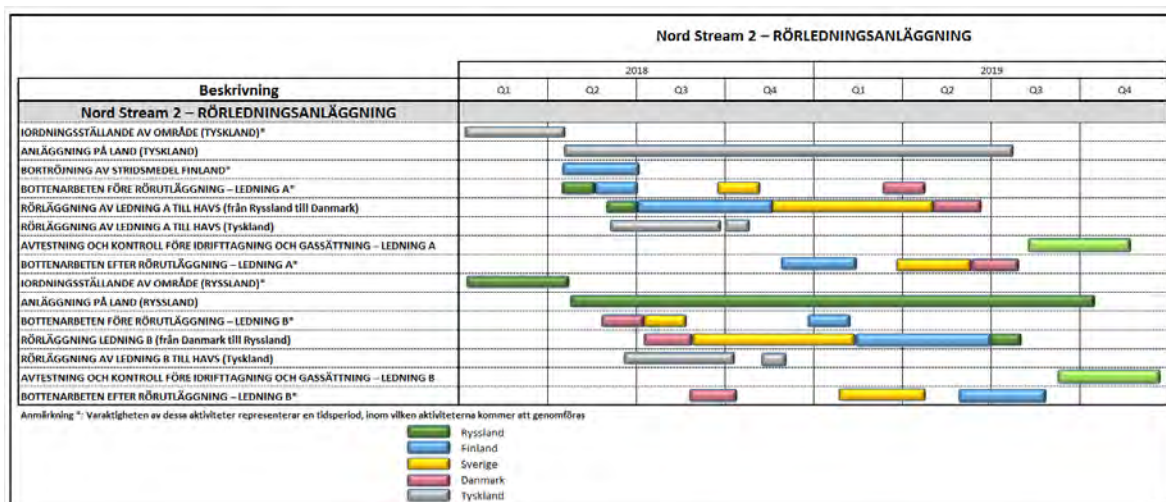 Nord Stream 2 – RÖRLEDNINGSANLÄGGNING
2018 2019
Beskrivning Q1 Q2 Q3 Q4 Q1 Q2 Q3 Q4
Nord Stream 2 – RÖRLEDNINGSANLÄGGNING
IORDNINGSSTÄLLANDE AV OMRÅDE (TYSKLAND)*
ANLÄGGNING PÅ LAND (TYSKLAND)
BORTRÖJNING AV STRIDSMEDEL FINLAND*
BOTTENARBETEN FÖRE RÖRUTLÄGGNING – LEDNING A*
RÖRLÄGGNING AV LEDNING A TILL HAVS (från Ryssland till Danmark)
RÖRLÄGGNING AV LEDNING A TILL HAVS (Tyskland)
AVTESTNING OCH KONTROLL FÖRE IDRIFTTAGNING OCH GASSÄTTNING – LEDNING A
BOTTENARBETEN EFTER RÖRUTLÄGGNING – LEDNING A*
IORDNINGSSTÄLLANDE AV OMRÅDE (RYSSLAND)*
ANLÄGGNING PÅ LAND (RYSSLAND)
BOTTENARBETEN FÖRE RÖRUTLÄGGNING – LEDNING B*
RÖRLÄGGNING LEDNING B (från Danmark till Ryssland)
RÖRLÄGGNING AV LEDNING B TILL HAVS (Tyskland)
AVTESTNING OCH KONTROLL FÖRE IDRIFTTAGNING OCH GASSÄTTNING – LEDNING B
BOTTENARBETEN EFTER RÖRUTLÄGGNING – LEDNING B*
Anmärkning *: Varaktigheten av dessa aktiviteter representerar en tidsperiod, inom vilken aktiviteterna kommer att genomföras
Ryssland
Finland
Sverige
Danmark
Tyskland